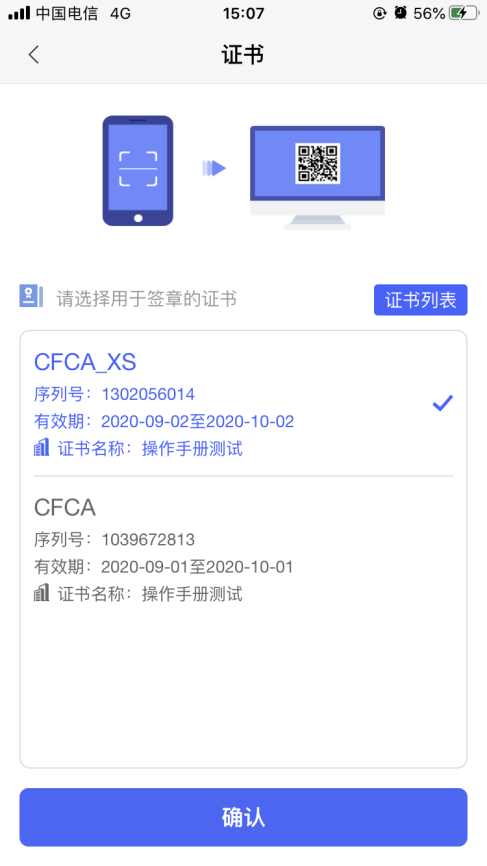 中国电信 4G 15:07 56%
证书
请选择用于签章的证书 证书列表
CFCA_XS
序列号：1302056014
有效期：2020-09-02至2020-10-02
证书名称：操作手册测试
CFCA
序列号：1039672813
有效期：2020-09-01至2020-10-01
证书名称：操作手册测试
确认